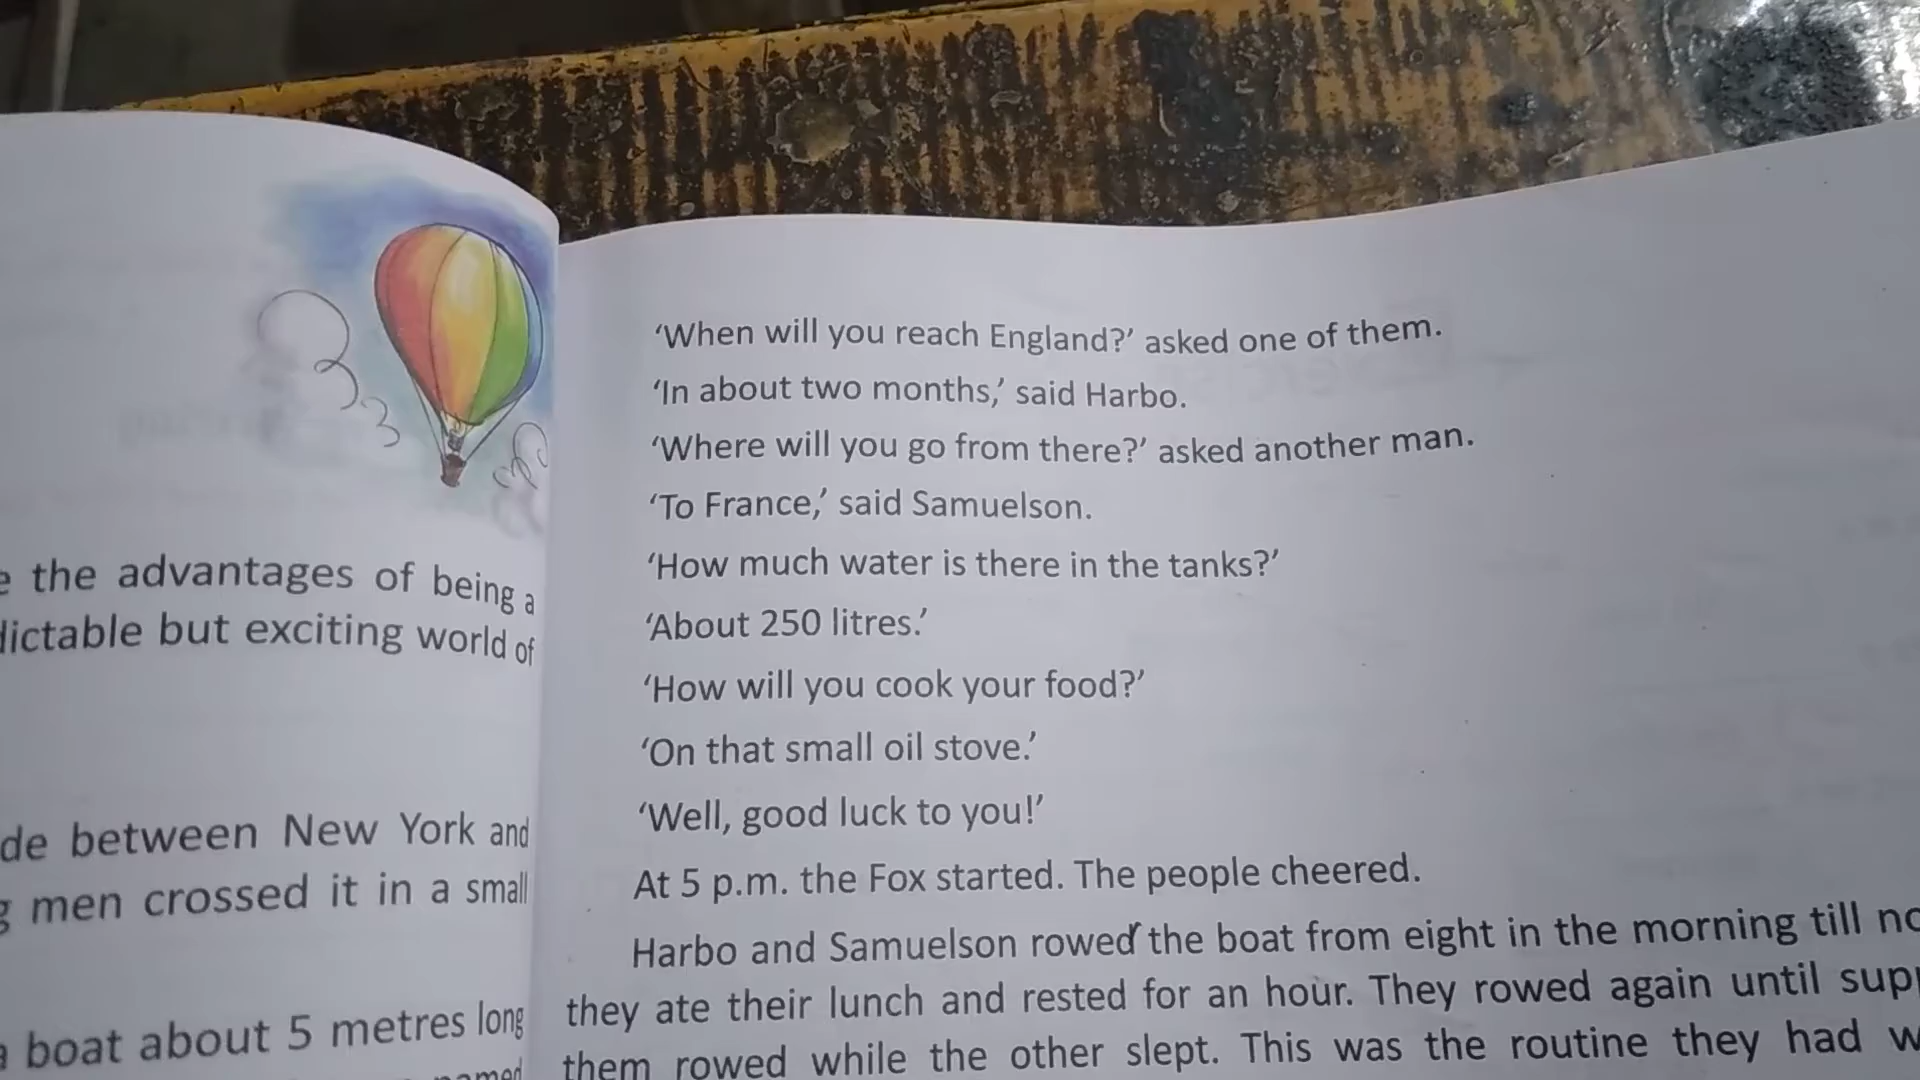 the advantages of being a
but exciting world of
between New York and
men crossed it in a small
boat about 5 metres long
named
‘When will you reach England?’ asked one of them.
‘In about two months,’ said Harbo.
‘Where will you go from there?’ asked another man.
‘To France,’ said Samuelson.
‘How much water is there in the tanks?’
‘About 250 litres.’
‘How will you cook your food?’
‘On that small oil stove.’
‘Well, good luck to you!’
At 5 p.m. the Fox started. The people cheered.
Harbo and Samuelson rowed the boat from eight in the morning till
they ate their lunch and rested for an hour. They rowed again until
them rowed while the other slept. This was the routine they had